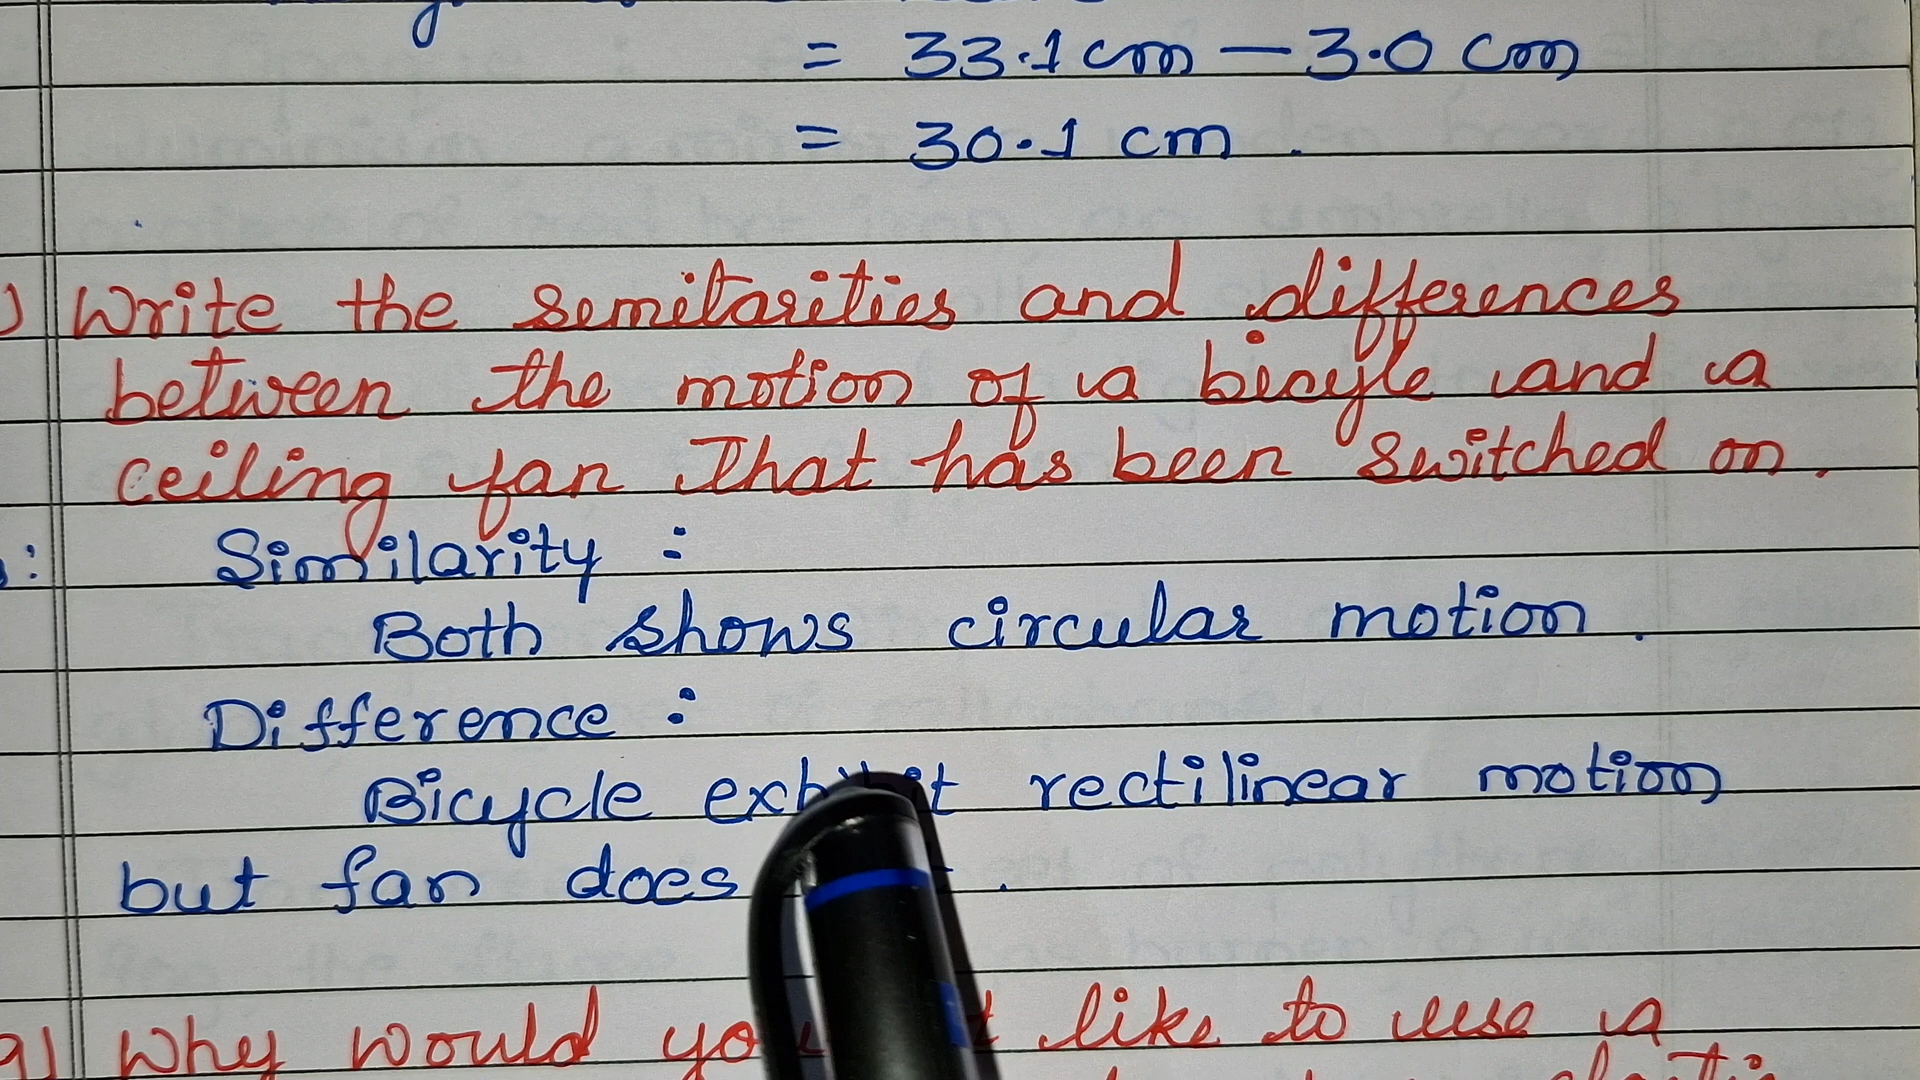 = 33.1 cm — 3.0 cm
= 30.1 cm .
) Write the semilarities and differences
between the motion of a bicyle and a
ceiling fan That has been switched on.
: Similarity :
Both shows circular motion .
Difference :
Bicycle rectilinear motion
but fan does .
9) Why would like to use a